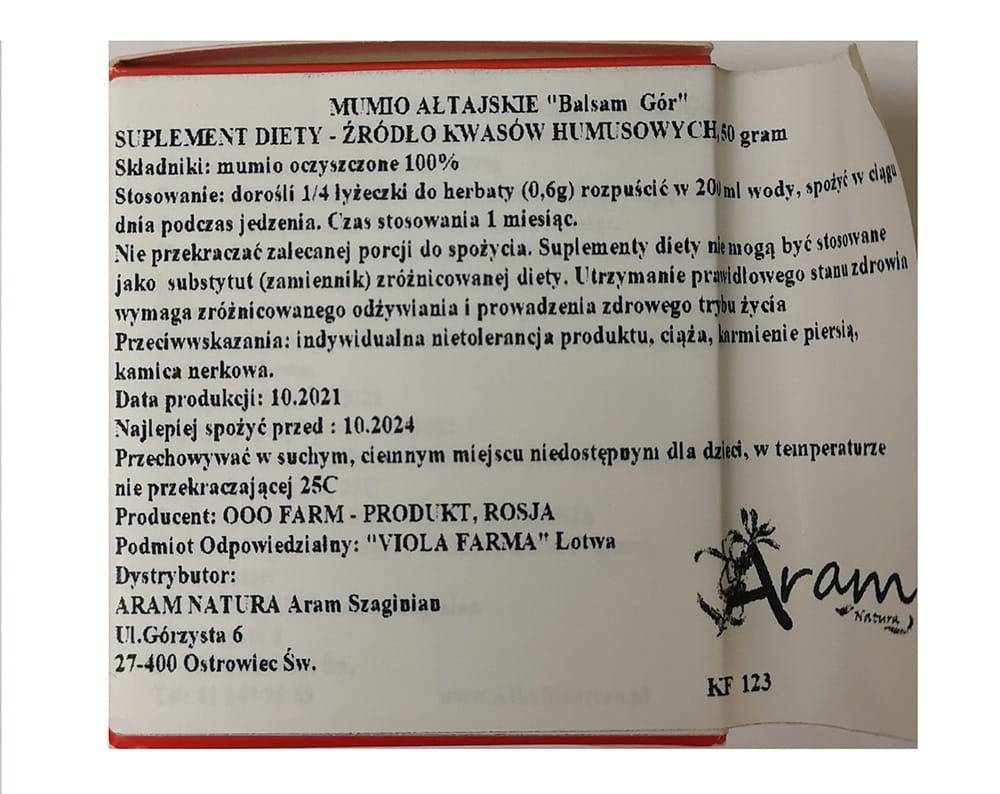 MUMIO AŁTAJSKIE "Balsam Gór"
SUPLEMENT DIETY - ŹRÓDŁO KWASÓW HUMUSOWYCH, 50 gram
Składniki: mumio oczyszczone 100%
Stosowanie: dorośli 1/4 łyżeczki do herbaty (0,6g) rozpuścić w 200 ml wody, spożyć w ciągu
dnia podczas jedzenia. Czas stosowania 1 miesiąc.
Nie przekraczać zalecanej porcji do spożycia. Suplementy diety nie mogą być stosowane
jako substytut (zamiennik) zróżnicowanej diety. Utrzymanie prawidłowego stanu zdrowia
wymaga zróżnicowanego odżywiania i prowadzenia zdrowego trybu życia
Przeciwwskazania: indywidualna nietolerancja produktu, ciąża, karmienie piersią,
kamica nerkowa.
Data produkcji: 10.2021
Najlepiej spożyć przed : 10.2024
Przechowywać w suchym, ciemnym miejscu niedostępnym dla dzieci, w temperaturze
nie przekraczającej 25C
Producent: OOO FARM - PRODUKT, ROSJA
Podmiot Odpowiedzialny: "VIOLA FARMA" Łotwa
Dystrybutor:
ARAM NATURA Aram Szaginian
Ul.Górzysta 6
27-400 Ostrowiec Św.
Aram
Natura
KF 123